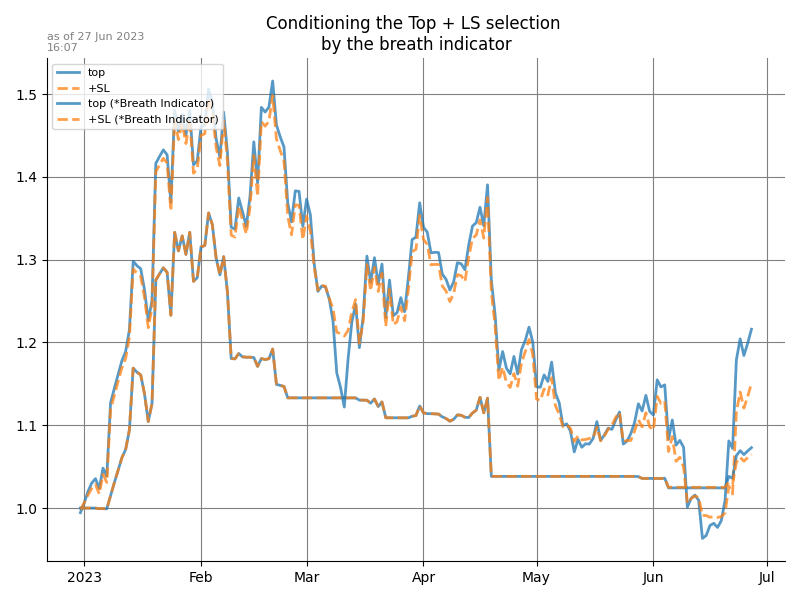 Conditioning the Top + LS selection
by the breath indicator
as of 27 Jun 2023
16:07
top
+SL
top (*Breath Indicator)
+SL (*Breath Indicator)
1.5
1.4
1.3
1.2
1.1
1.0
2023 Feb Mar Apr May Jun Jul